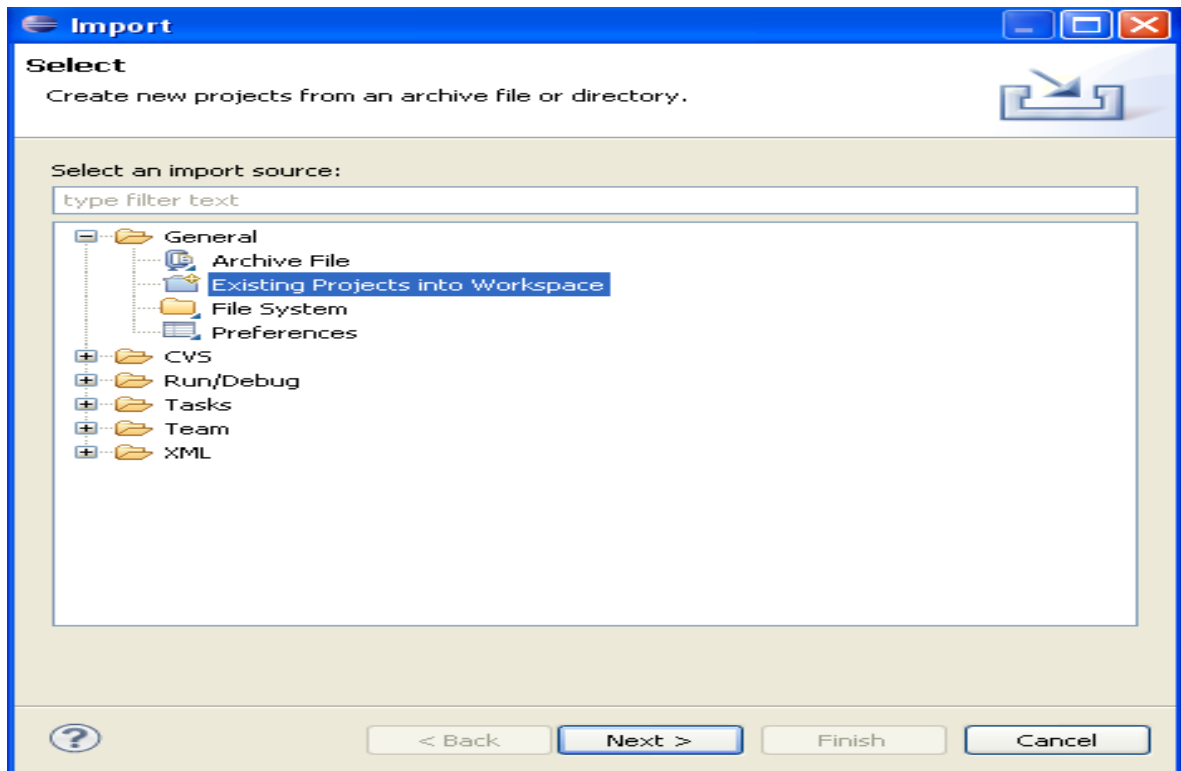 Import
Select
Create new projects from an archive file or directory.
Select an import source:
type filter text
General
Archive File
Existing Projects into Workspace
File System
Preferences
CVS
Run/Debug
Tasks
Team
XML
?
< Back Next > Finish Cancel